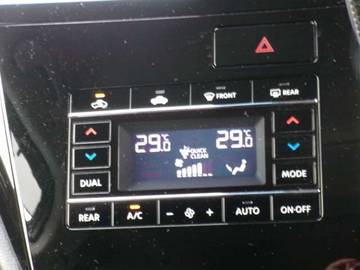 FRONT REAR
29.0 °C 29.0 °C
QUICK
CLEAN
DUAL MODE
REAR A/C - + AUTO ON·OFF